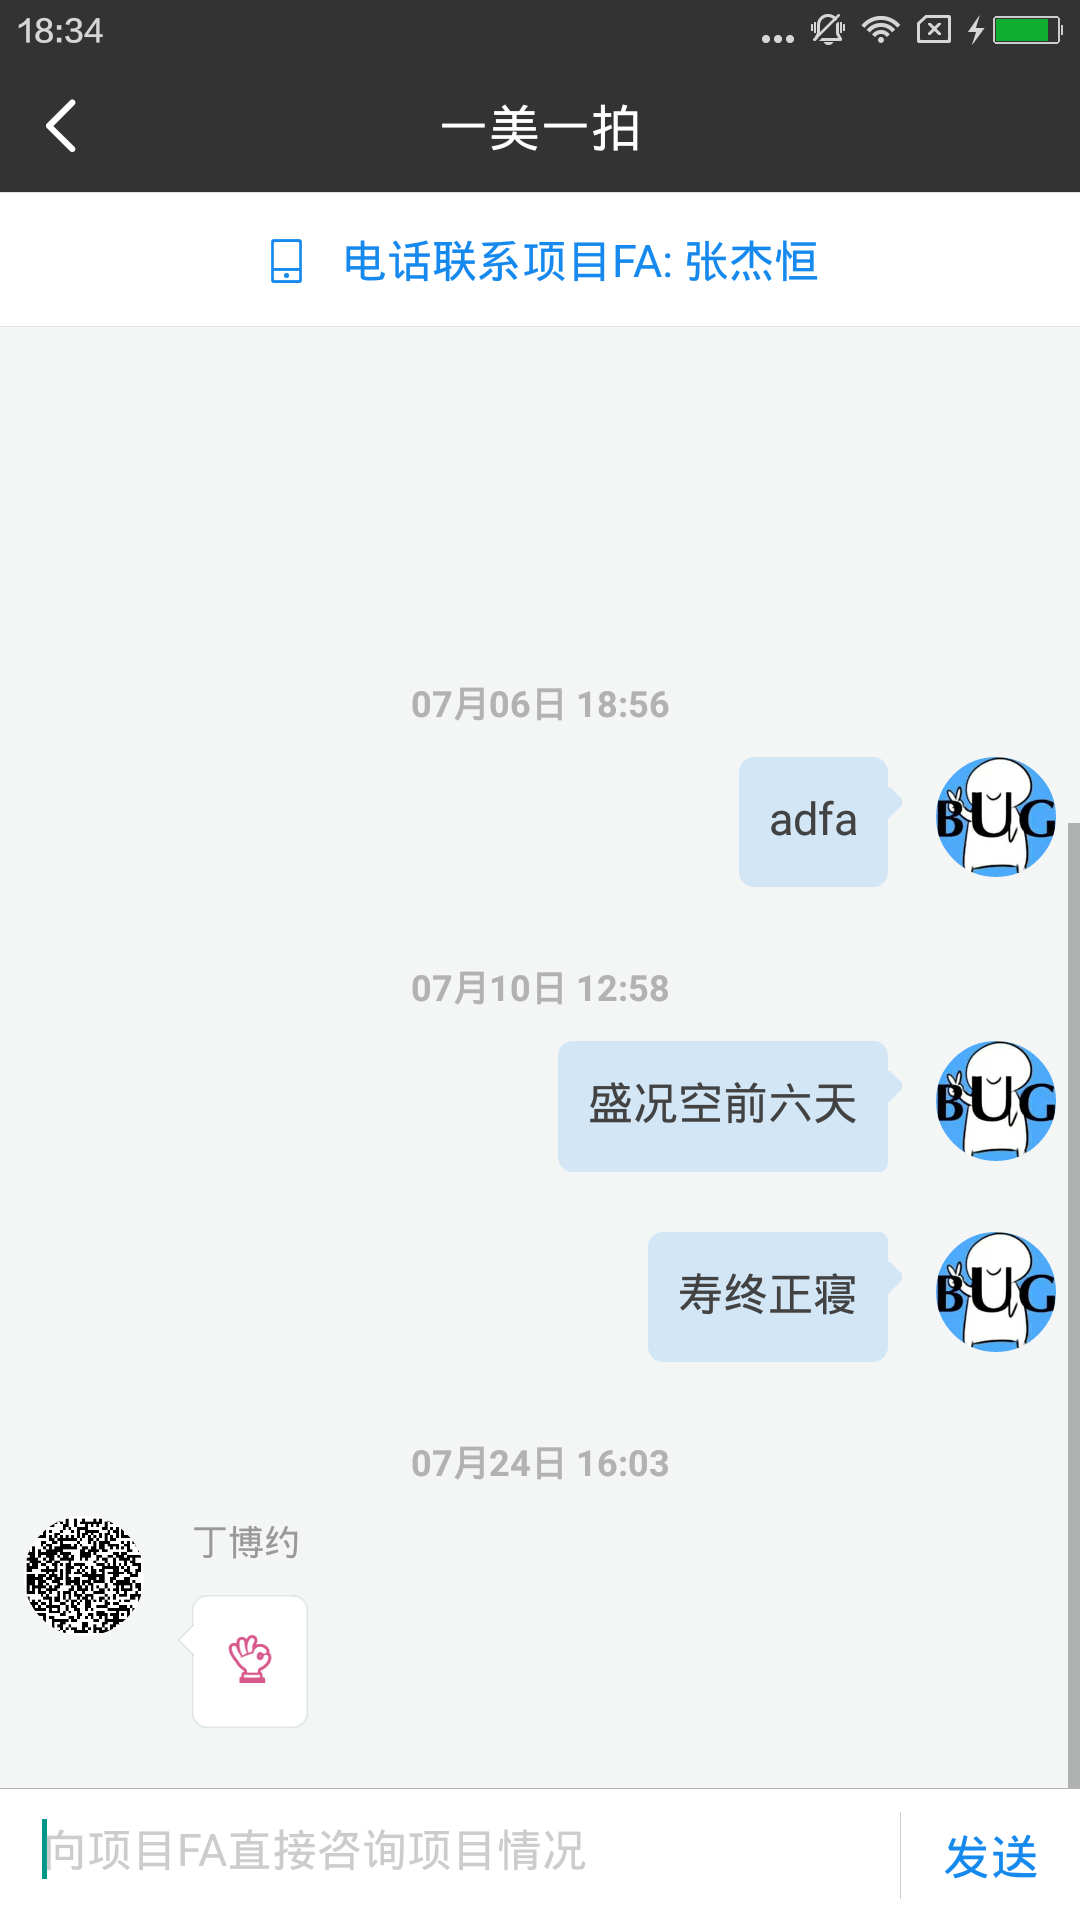 18:34
一美一拍
电话联系项目FA: 张杰恒
07月06日 18:56
adfa
BUG
07月10日 12:58
盛况空前六天
BUG
寿终正寝
BUG
07月24日 16:03
丁博约
向项目FA直接咨询项目情况
发送